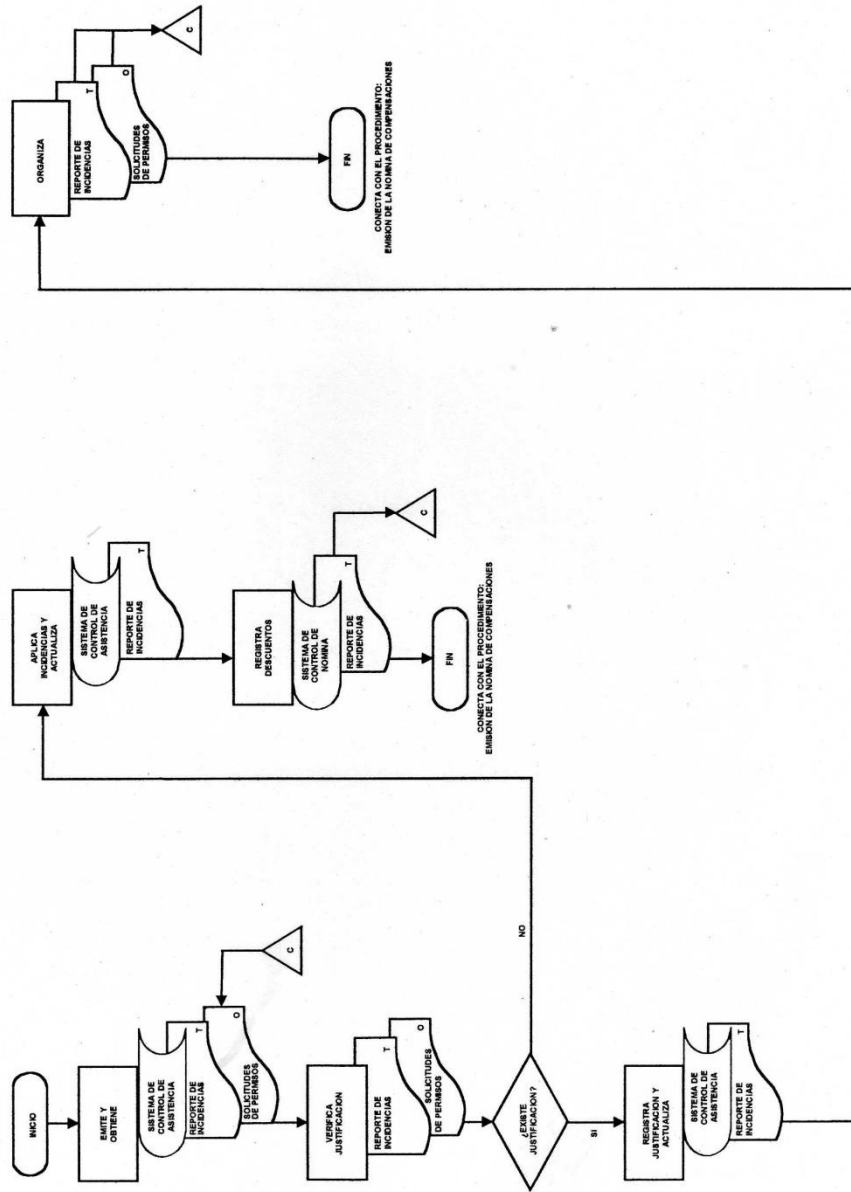 INICIO
EMITE Y
OBTIENE
SISTEMA DE
CONTROL DE
ASISTENCIA
REPORTE DE
INCIDENCIAS
T
SOLICITUDES
DE PERMISOS
O
C
VERIFICA
JUSTIFICACION
REPORTE DE
INCIDENCIAS
T
SOLICITUDES
DE PERMISOS
O
¿EXISTE
JUSTIFICACION?
NO
SI
REGISTRA
JUSTIFICACION Y
ACTUALIZA
SISTEMA DE
CONTROL DE
ASISTENCIA
REPORTE DE
INCIDENCIAS
T
APLICA
INCIDENCIAS Y
ACTUALIZA
SISTEMA DE
CONTROL DE
ASISTENCIA
REPORTE DE
INCIDENCIAS
T
REGISTRA
DESCUENTOS
SISTEMA DE
CONTROL DE
NOMINA
REPORTE DE
INCIDENCIAS
T
C
FIN
CONECTA CON EL PROCEDIMIENTO:
EMISION DE LA NOMINA DE COMPENSACIONES
ORGANIZA
REPORTE DE
INCIDENCIAS
T
SOLICITUDES
DE PERMISOS
O
C
FIN
CONECTA CON EL PROCEDIMIENTO:
EMISION DE LA NOMINA DE COMPENSACIONES